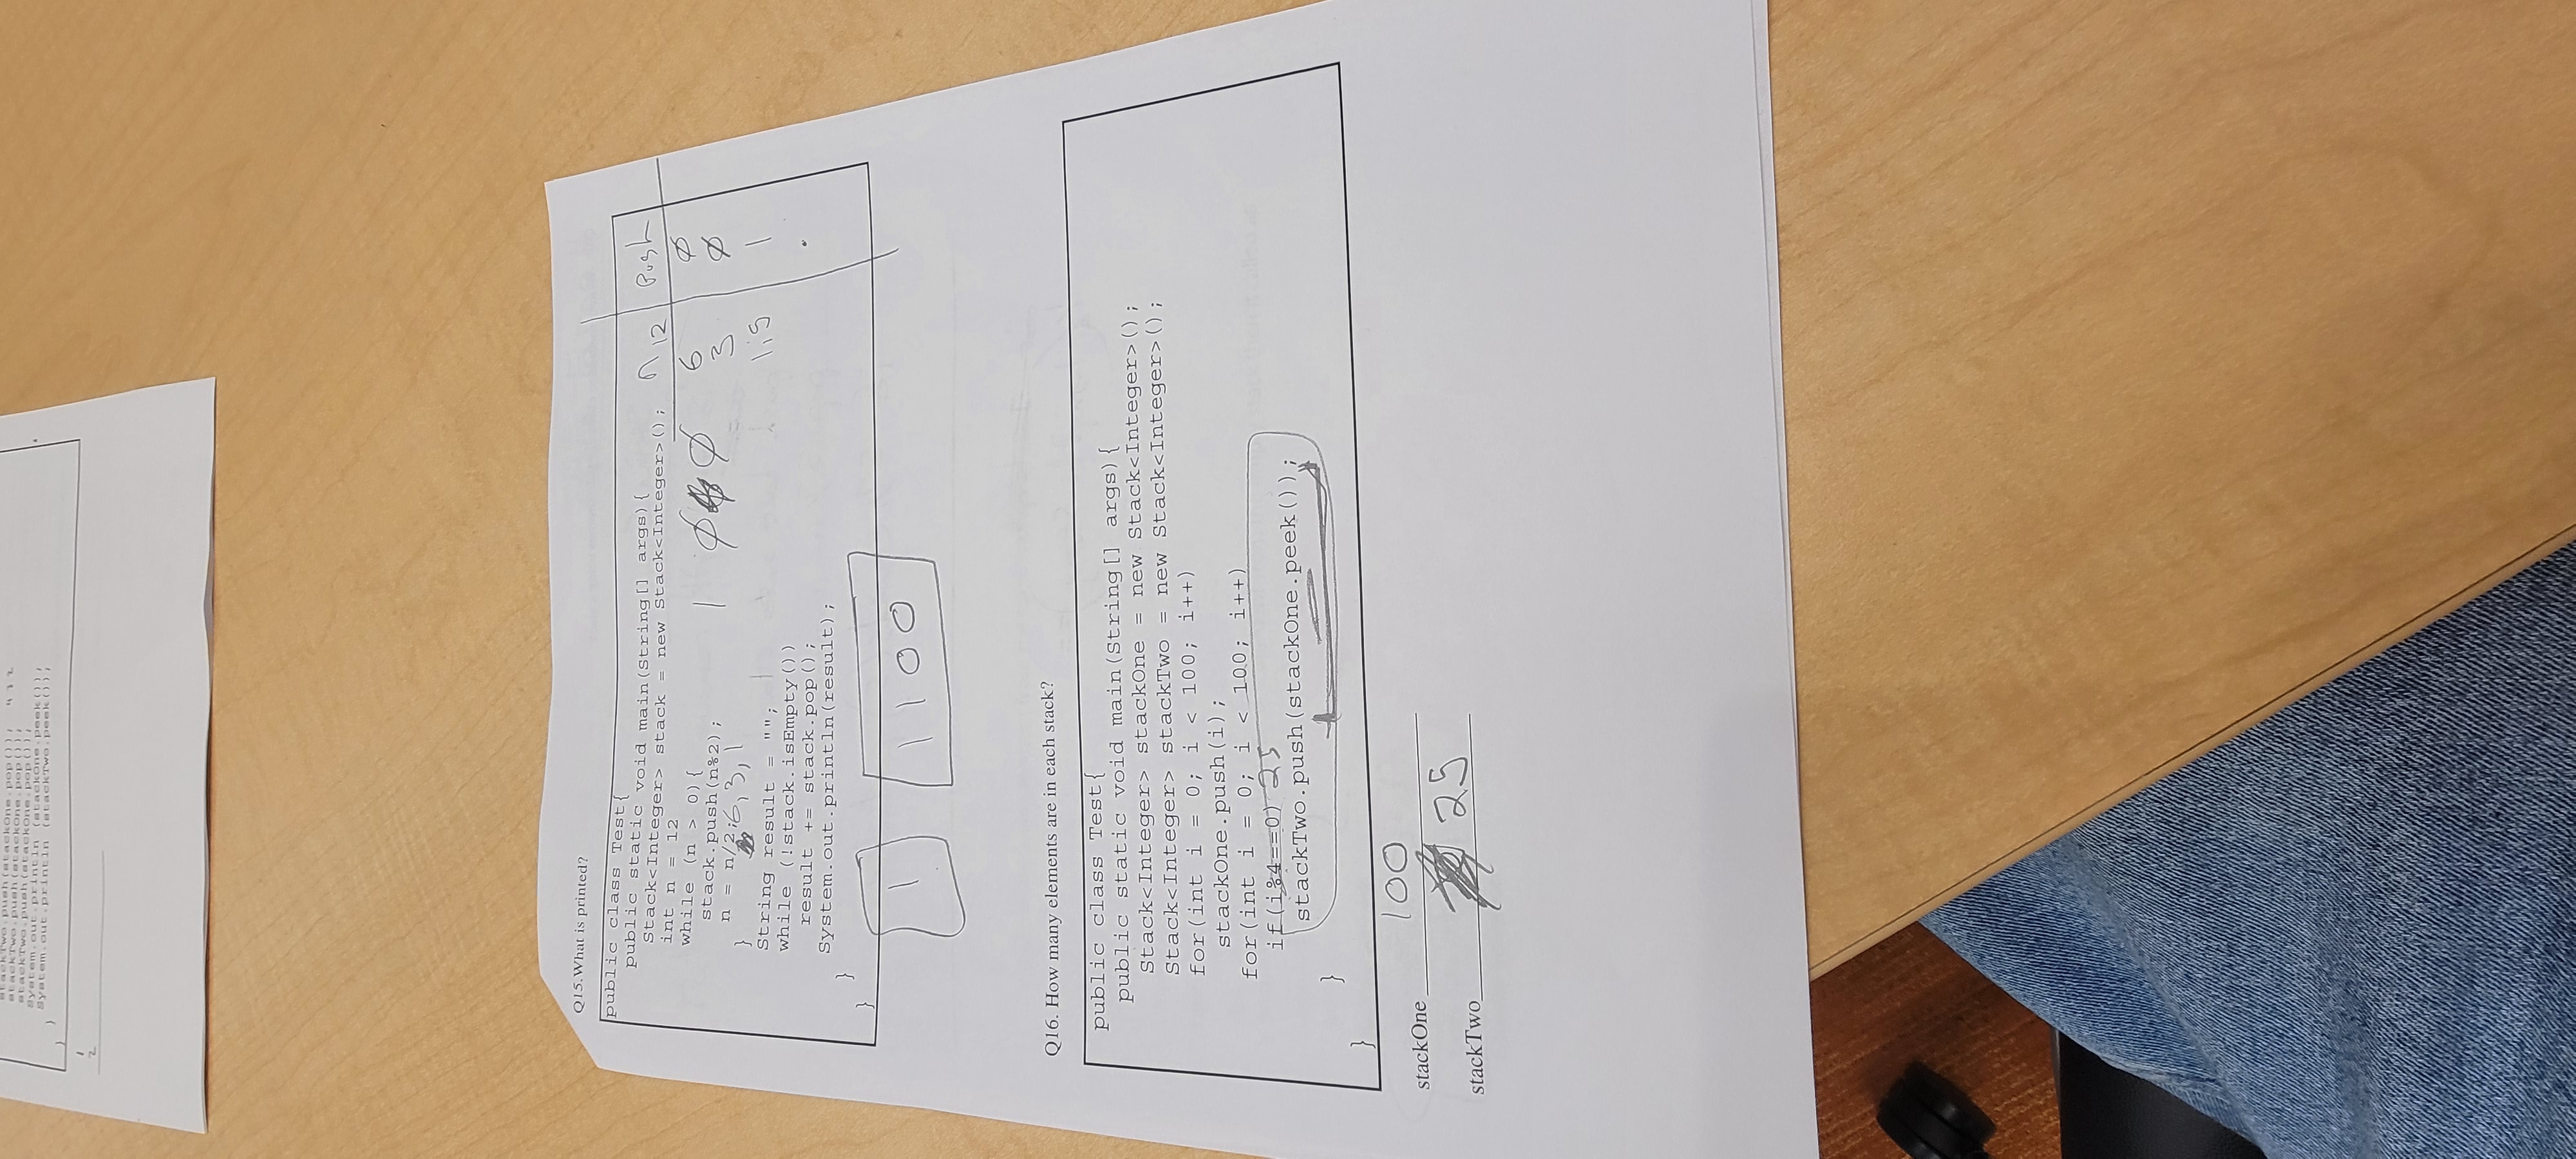 stackTwo.push(stackOne.pop()); 4 3 2
stackTwo.push(stackOne.pop());
stackTwo.push(stackOne.pop());
System.out.println (stackOne.peek());
System.out.println (stackTwo.peek());
}
}
1
2
Q15.What is printed?
public class Test{
public static void main(String[] args){
Stack<Integer> stack = new Stack<Integer>(); n 12 Push
int n = 12
while (n > 0){ 6 Ø
stack.push(n%2); 1 Ø Ø 3 Ø
n = n/2; 6, 3, 1
} 1,5 1
String result = "";
while (!stack.isEmpty())
result += stack.pop();
System.out.println(result);
}
}
1 1100
Q16. How many elements are in each stack?
public class Test{
public static void main(String[] args){
Stack<Integer> stackOne = new Stack<Integer>();
Stack<Integer> stackTwo = new Stack<Integer>();
for(int i = 0; i < 100; i++)
stackOne.push(i);
for(int i = 0; i < 100; i++)
if(i%4==0) 25
stackTwo.push(stackOne.peek());
}
}
stackOne 100
stackTwo 25